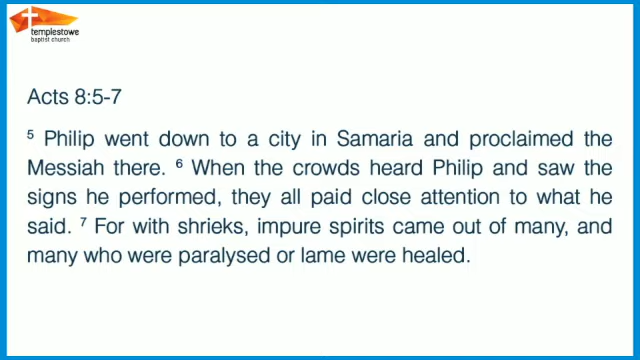 templestowe
baptist church
Acts 8:5-7
⁵ Philip went down to a city in Samaria and proclaimed the
Messiah there. ⁶ When the crowds heard Philip and saw the
signs he performed, they all paid close attention to what he
said. ⁷ For with shrieks, impure spirits came out of many, and
many who were paralysed or lame were healed.